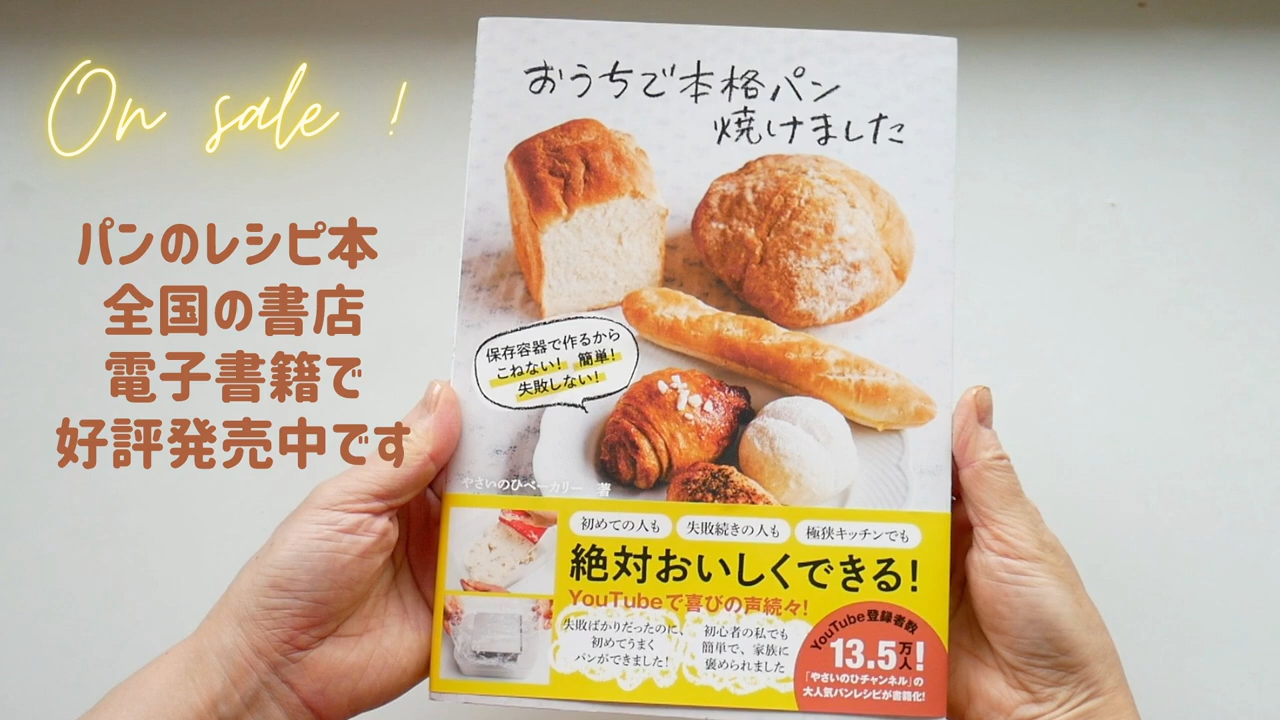 On sale !
パンのレシピ本
全国の書店
電子書籍で
好評発売中です
おうちで本格パン
焼けました
保存容器で作るから
こねない! 簡単!
失敗しない!
やさいのひベーカリー 著
初めての人も 失敗続きの人も 極狭キッチンでも
絶対おいしくできる!
YouTubeで喜びの声続々!
失敗ばかりだったのに、
初めてうまく
パンができました!
初心者の私でも
簡単で、家族に
褒められました
YouTube登録者数
13.5万人!
「やさいのひチャンネル」の
大人気パンレシピが書籍化!